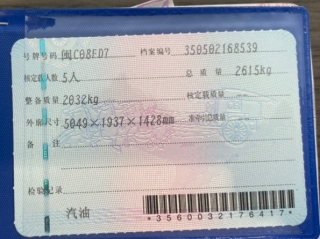 号牌号码 闽C08FD7 档案编号 350502168539
核定载人数 5人 总质量 2615kg
整备质量 2032kg 核定载质量
外廓尺寸 5049×1937×1428mm 准牵引总质量
备注
检验记录
汽油
*3560032176417*